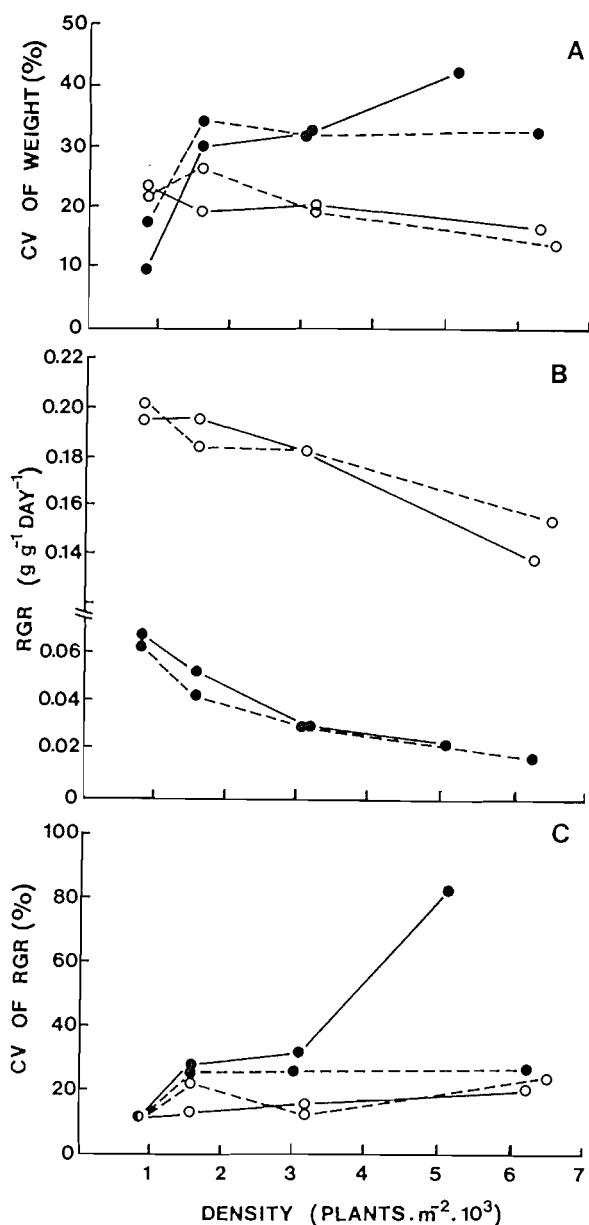 A
CV OF WEIGHT (%)
50
40
30
20
10
0
B
RGR (g g⁻¹ DAY⁻¹)
0.22
0.20
0.18
0.16
0.14
0.06
0.04
0.02
0
C
CV OF RGR (%)
100
80
60
40
20
0
1 2 3 4 5 6 7
DENSITY (PLANTS.m⁻².10³)